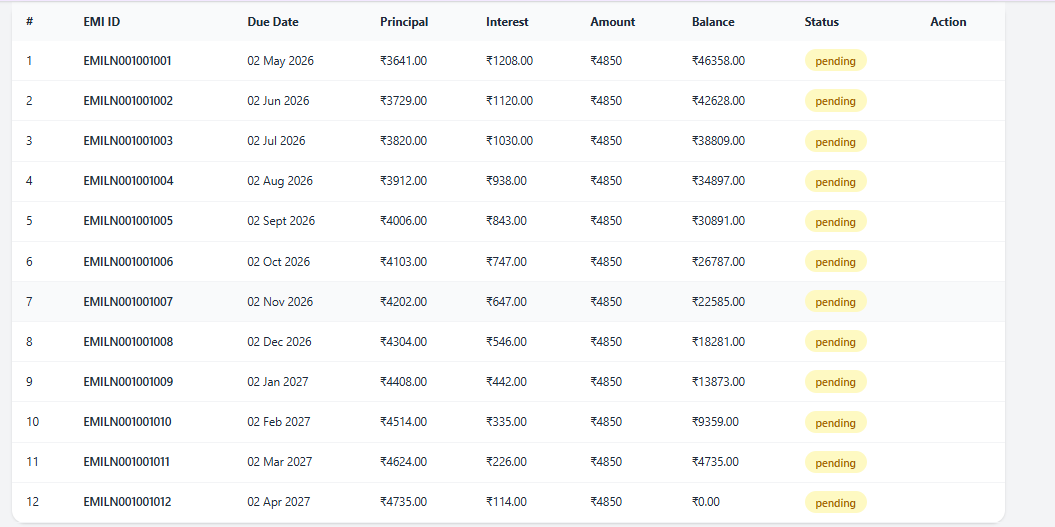 # EMI ID Due Date Principal Interest Amount Balance Status Action
1 EMILN001001001 02 May 2026 ₹3641.00 ₹1208.00 ₹4850 ₹46358.00 pending
2 EMILN001001002 02 Jun 2026 ₹3729.00 ₹1120.00 ₹4850 ₹42628.00 pending
3 EMILN001001003 02 Jul 2026 ₹3820.00 ₹1030.00 ₹4850 ₹38809.00 pending
4 EMILN001001004 02 Aug 2026 ₹3912.00 ₹938.00 ₹4850 ₹34897.00 pending
5 EMILN001001005 02 Sept 2026 ₹4006.00 ₹843.00 ₹4850 ₹30891.00 pending
6 EMILN001001006 02 Oct 2026 ₹4103.00 ₹747.00 ₹4850 ₹26787.00 pending
7 EMILN001001007 02 Nov 2026 ₹4202.00 ₹647.00 ₹4850 ₹22585.00 pending
8 EMILN001001008 02 Dec 2026 ₹4304.00 ₹546.00 ₹4850 ₹18281.00 pending
9 EMILN001001009 02 Jan 2027 ₹4408.00 ₹442.00 ₹4850 ₹13873.00 pending
10 EMILN001001010 02 Feb 2027 ₹4514.00 ₹335.00 ₹4850 ₹9359.00 pending
11 EMILN001001011 02 Mar 2027 ₹4624.00 ₹226.00 ₹4850 ₹4735.00 pending
12 EMILN001001012 02 Apr 2027 ₹4735.00 ₹114.00 ₹4850 ₹0.00 pending